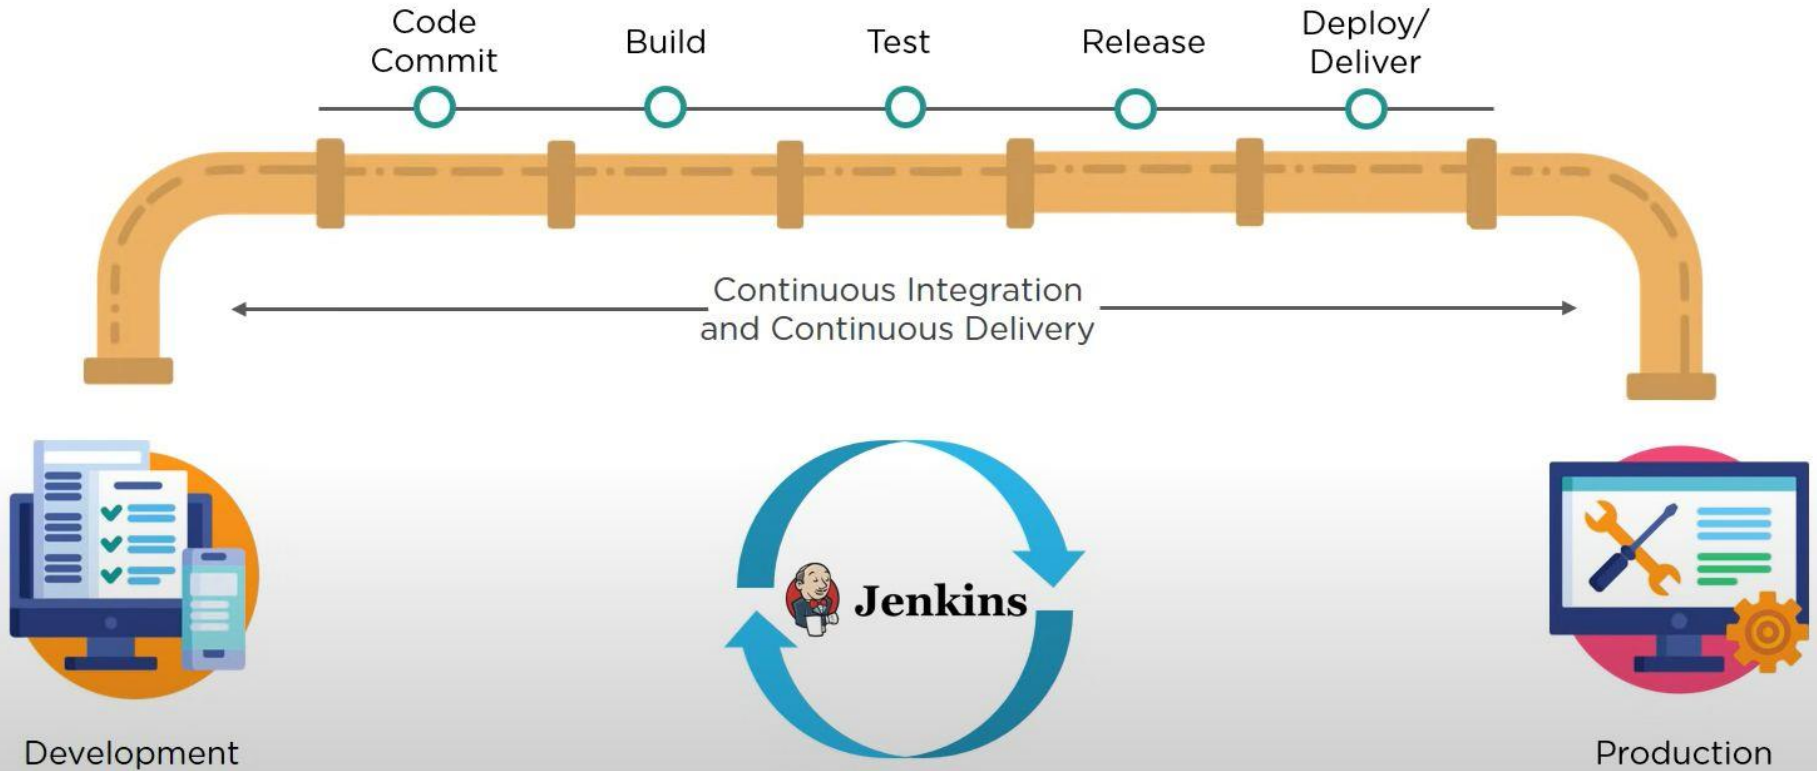 Code
Commit
Build
Test
Release
Deploy/
Deliver
Continuous Integration
and Continuous Delivery
Jenkins
Development
Production